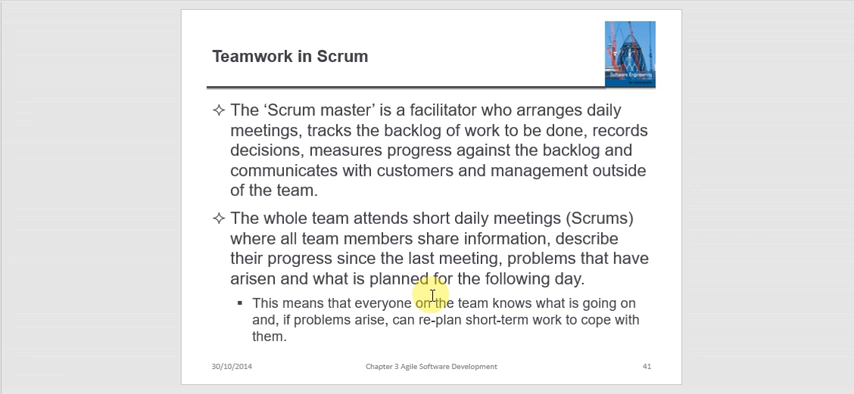 Teamwork in Scrum
Software Engineering
✧ The ‘Scrum master’ is a facilitator who arranges daily
meetings, tracks the backlog of work to be done, records
decisions, measures progress against the backlog and
communicates with customers and management outside
of the team.
✧ The whole team attends short daily meetings (Scrums)
where all team members share information, describe
their progress since the last meeting, problems that have
arisen and what is planned for the following day.
▪ This means that everyone on the team knows what is going on
and, if problems arise, can re-plan short-term work to cope with
them.
30/10/2014 Chapter 3 Agile Software Development 41